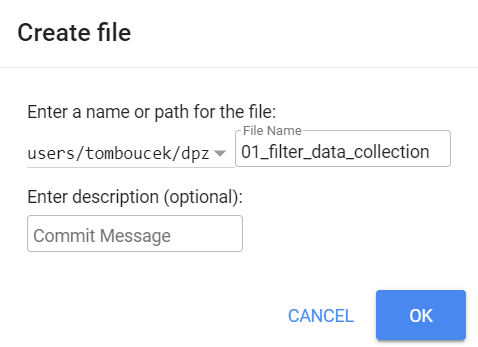 Create file
Enter a name or path for the file:
File Name
users/tomboucek/dpz 01_filter_data_collection
Enter description (optional):
Commit Message
CANCEL OK